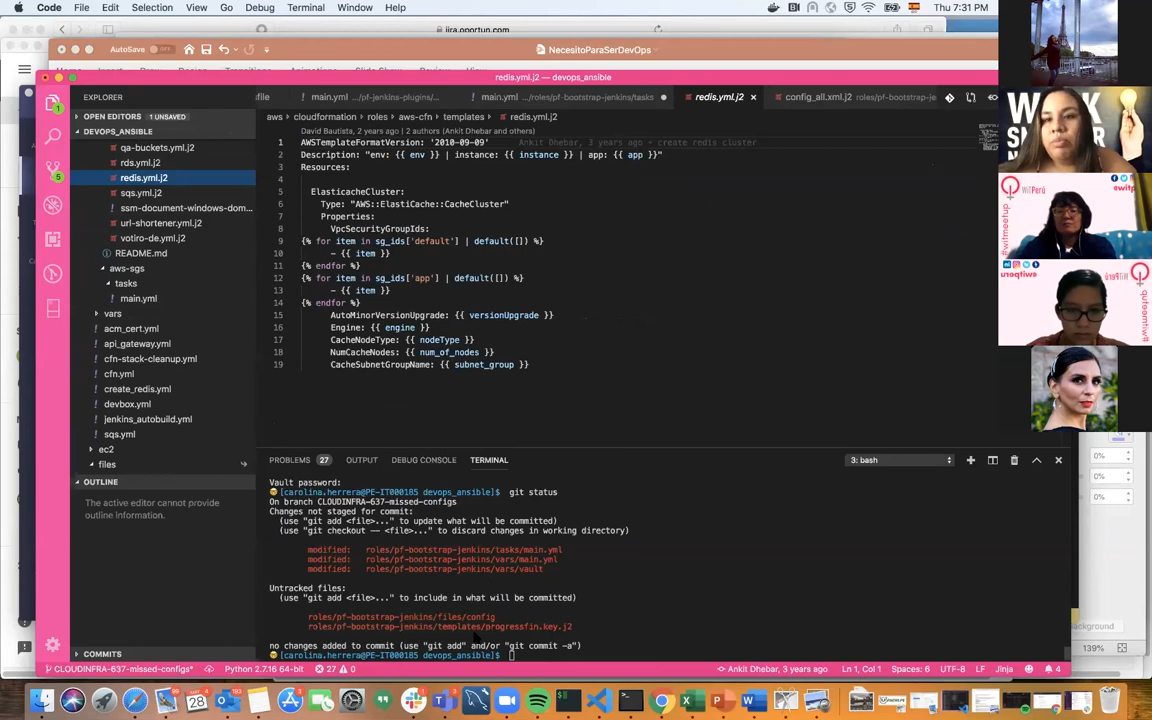 Code File Edit Selection View Go Debug Terminal Window Help
Thu 7:31 PM
jira.oportun.com
AutoSave OFF
NecesitoParaSerDevOps
redis.yml.j2 — devops_ansible
EXPLORER
OPEN EDITORS 1 UNSAVED
DEVOPS_ANSIBLE
qa-buckets.yml.j2
rds.yml.j2
redis.yml.j2
sqs.yml.j2
ssm-document-windows-dom...
url-shortener.yml.j2
votiro-de.yml.j2
README.md
aws-sgs
tasks
main.yml
vars
acm_cert.yml
api_gateway.yml
cfn-stack-cleanup.yml
cfn.yml
create_redis.yml
devbox.yml
jenkins_autobuild.yml
sqs.yml
ec2
files
OUTLINE
The active editor cannot provide
outline information.
COMMITS
file
main.yml .../pf-jenkins-plugins/...
main.yml .../roles/pf-bootstrap-jenkins/tasks
redis.yml.j2
config_all.xml.j2 roles/pf-bootstrap-je
aws > cloudformation > roles > aws-cfn > templates > redis.yml.j2
David Bautists, 2 years ago | 2 authors (Ankit Dhebar and others)
1 AWSTemplateFormatVersion: '2010-09-09' Ankit Dhebar, 3 years ago • create redis cluster
2 Description: "env: {{ env }} | instance: {{ instance }} | app: {{ app }}"
3 Resources:
4
5 ElasticacheCluster:
6 Type: "AWS::ElastiCache::CacheCluster"
7 Properties:
8 VpcSecurityGroupIds:
9 {% for item in sg_ids['default'] | default([]) %}
10 - {{ item }}
11 {% endfor %}
12 {% for item in sg_ids['app'] | default([]) %}
13 - {{ item }}
14 {% endfor %}
15 AutoMinorVersionUpgrade: {{ versionUpgrade }}
16 Engine: {{ engine }}
17 CacheNodeType: {{ nodeType }}
18 NumCacheNodes: {{ num_of_nodes }}
19 CacheSubnetGroupName: {{ subnet_group }}
PROBLEMS 27 OUTPUT DEBUG CONSOLE TERMINAL
3: bash
Vault password:
[carolina.herrera@PE-IT000185 devops_ansible]$ git status
On branch CLOUDINFRA-637-missed-configs
Changes not staged for commit:
(use "git add <file>..." to update what will be committed)
(use "git checkout -- <file>..." to discard changes in working directory)
modified: roles/pf-bootstrap-jenkins/tasks/main.yml
modified: roles/pf-bootstrap-jenkins/vars/main.yml
modified: roles/pf-bootstrap-jenkins/vars/vault
Untracked files:
(use "git add <file>..." to include in what will be committed)
roles/pf-bootstrap-jenkins/files/config
roles/pf-bootstrap-jenkins/templates/progressfin.key.j2
no changes added to commit (use "git add" and/or "git commit -a")
[carolina.herrera@PE-IT000185 devops_ansible]$
CLOUDINFRA-637-missed-configs* Python 2.7.16 64-bit 27 0
Ankit Dhebar, 3 years ago Ln 1, Col 1 Spaces: 6 UTF-8 LF Jinja 4
0%
0%
0%
ackground
139%
WiTPerú
#witmeetup